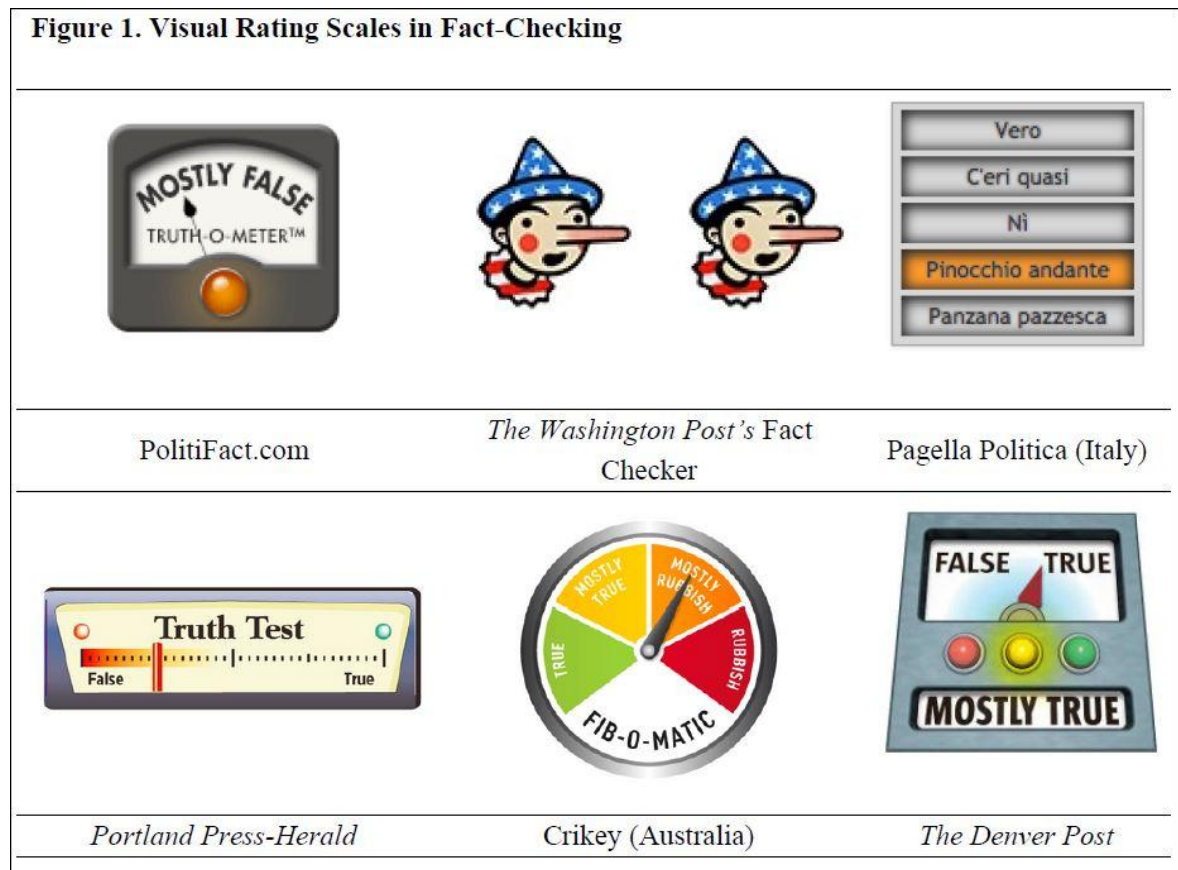 Figure 1. Visual Rating Scales in Fact-Checking
MOSTLY FALSE
TRUTH-O-METER™
Vero
C'eri quasi
Nì
Pinocchio andante
Panzana pazzesca
PolitiFact.com
The Washington Post's Fact
Checker
Pagella Politica (Italy)
Truth Test
False
True
TRUE
MOSTLY
TRUE
MOSTLY
RUBBISH
RUBBISH
FIB-O-MATIC
FALSE
TRUE
MOSTLY TRUE
Portland Press-Herald
Crikey (Australia)
The Denver Post